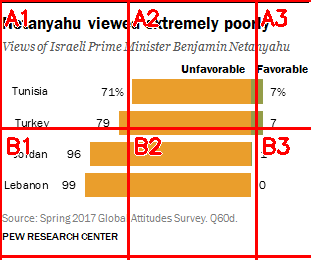 Netanyahu viewed extremely poorly
Views of Israeli Prime Minister Benjamin Netanyahu
Unfavorable Favorable
Tunisia 71% 7%
Turkey 79 7
Jordan 96 1
Lebanon 99 0
Source: Spring 2017 Global Attitudes Survey, Q60d.
PEW RESEARCH CENTER
A1 A2 A3
B1 B2 B3